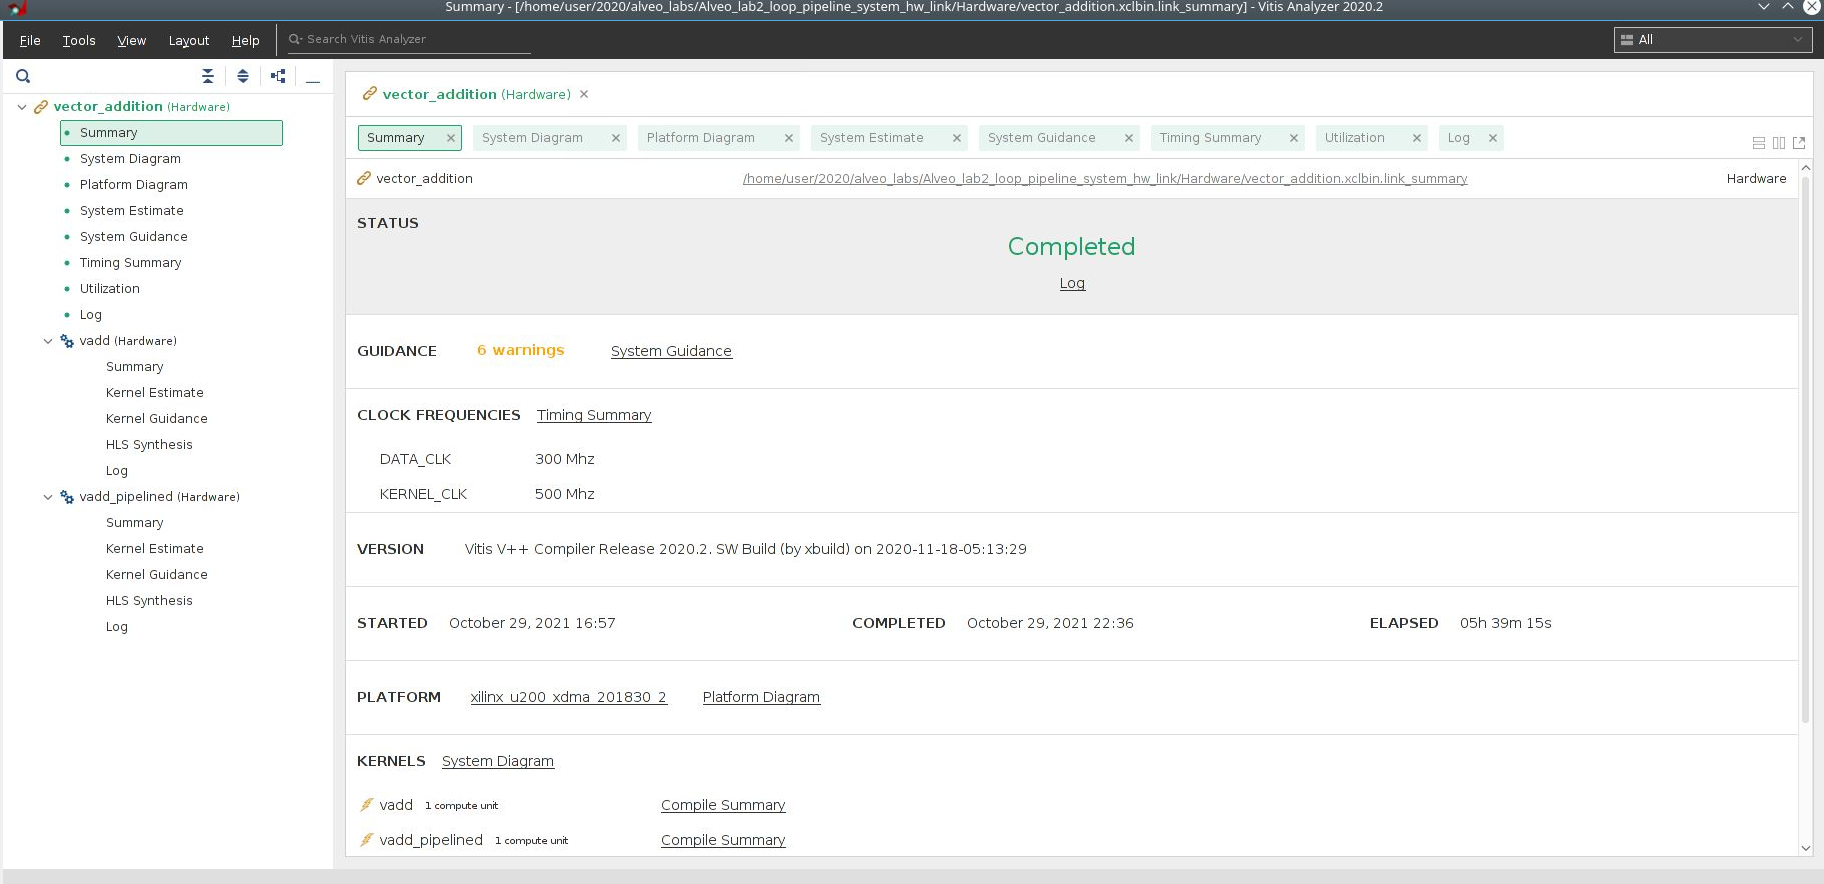 Summary - [/home/user/2020/alveo_labs/Alveo_lab2_loop_pipeline_system_hw_link/Hardware/vector_addition.xclbin.link_summary] - Vitis Analyzer 2020.2
File Tools View Layout Help Search Vitis Analyzer All
vector_addition (Hardware)
Summary
System Diagram
Platform Diagram
System Estimate
System Guidance
Timing Summary
Utilization
Log
vadd (Hardware)
Summary
Kernel Estimate
Kernel Guidance
HLS Synthesis
Log
vadd_pipelined (Hardware)
Summary
Kernel Estimate
Kernel Guidance
HLS Synthesis
Log
vector_addition (Hardware)
Summary System Diagram Platform Diagram System Estimate System Guidance Timing Summary Utilization Log
vector_addition /home/user/2020/alveo_labs/Alveo_lab2_loop_pipeline_system_hw_link/Hardware/vector_addition.xclbin.link_summary Hardware
STATUS
Completed
Log
GUIDANCE 6 warnings System Guidance
CLOCK FREQUENCIES Timing Summary
DATA_CLK 300 Mhz
KERNEL_CLK 500 Mhz
VERSION Vitis V++ Compiler Release 2020.2. SW Build (by xbuild) on 2020-11-18-05:13:29
STARTED October 29, 2021 16:57 COMPLETED October 29, 2021 22:36 ELAPSED 05h 39m 15s
PLATFORM xilinx_u200_xdma_201830_2 Platform Diagram
KERNELS System Diagram
vadd 1 compute unit Compile Summary
vadd_pipelined 1 compute unit Compile Summary